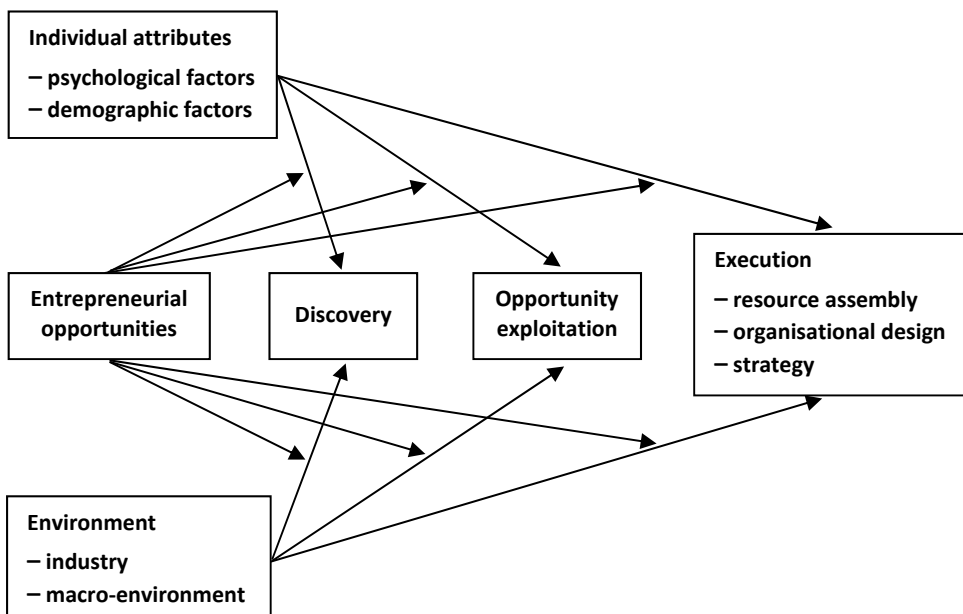 Individual attributes
– psychological factors
– demographic factors
Entrepreneurial
opportunities
Discovery
Opportunity
exploitation
Execution
– resource assembly
– organisational design
– strategy
Environment
– industry
– macro-environment